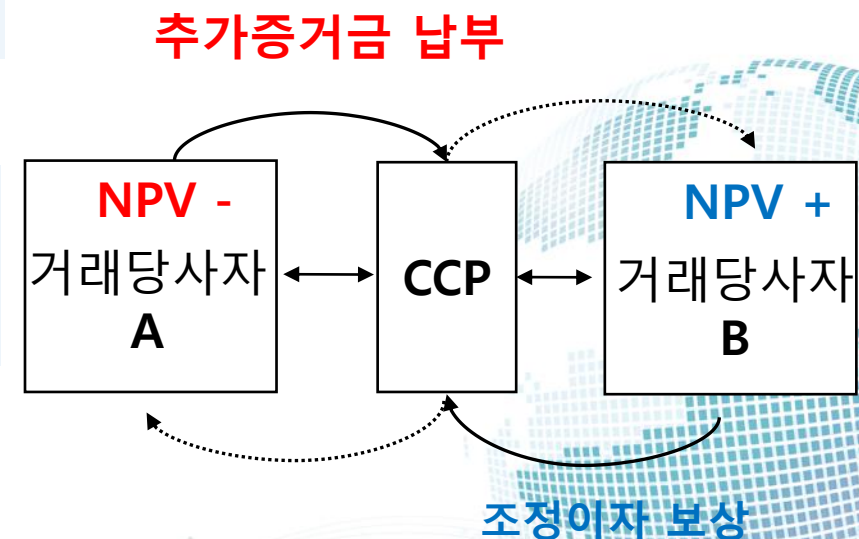 추가증거금 납부
NPV -
거래당사자
A
CCP
NPV +
거래당사자
B
조정이자 보상